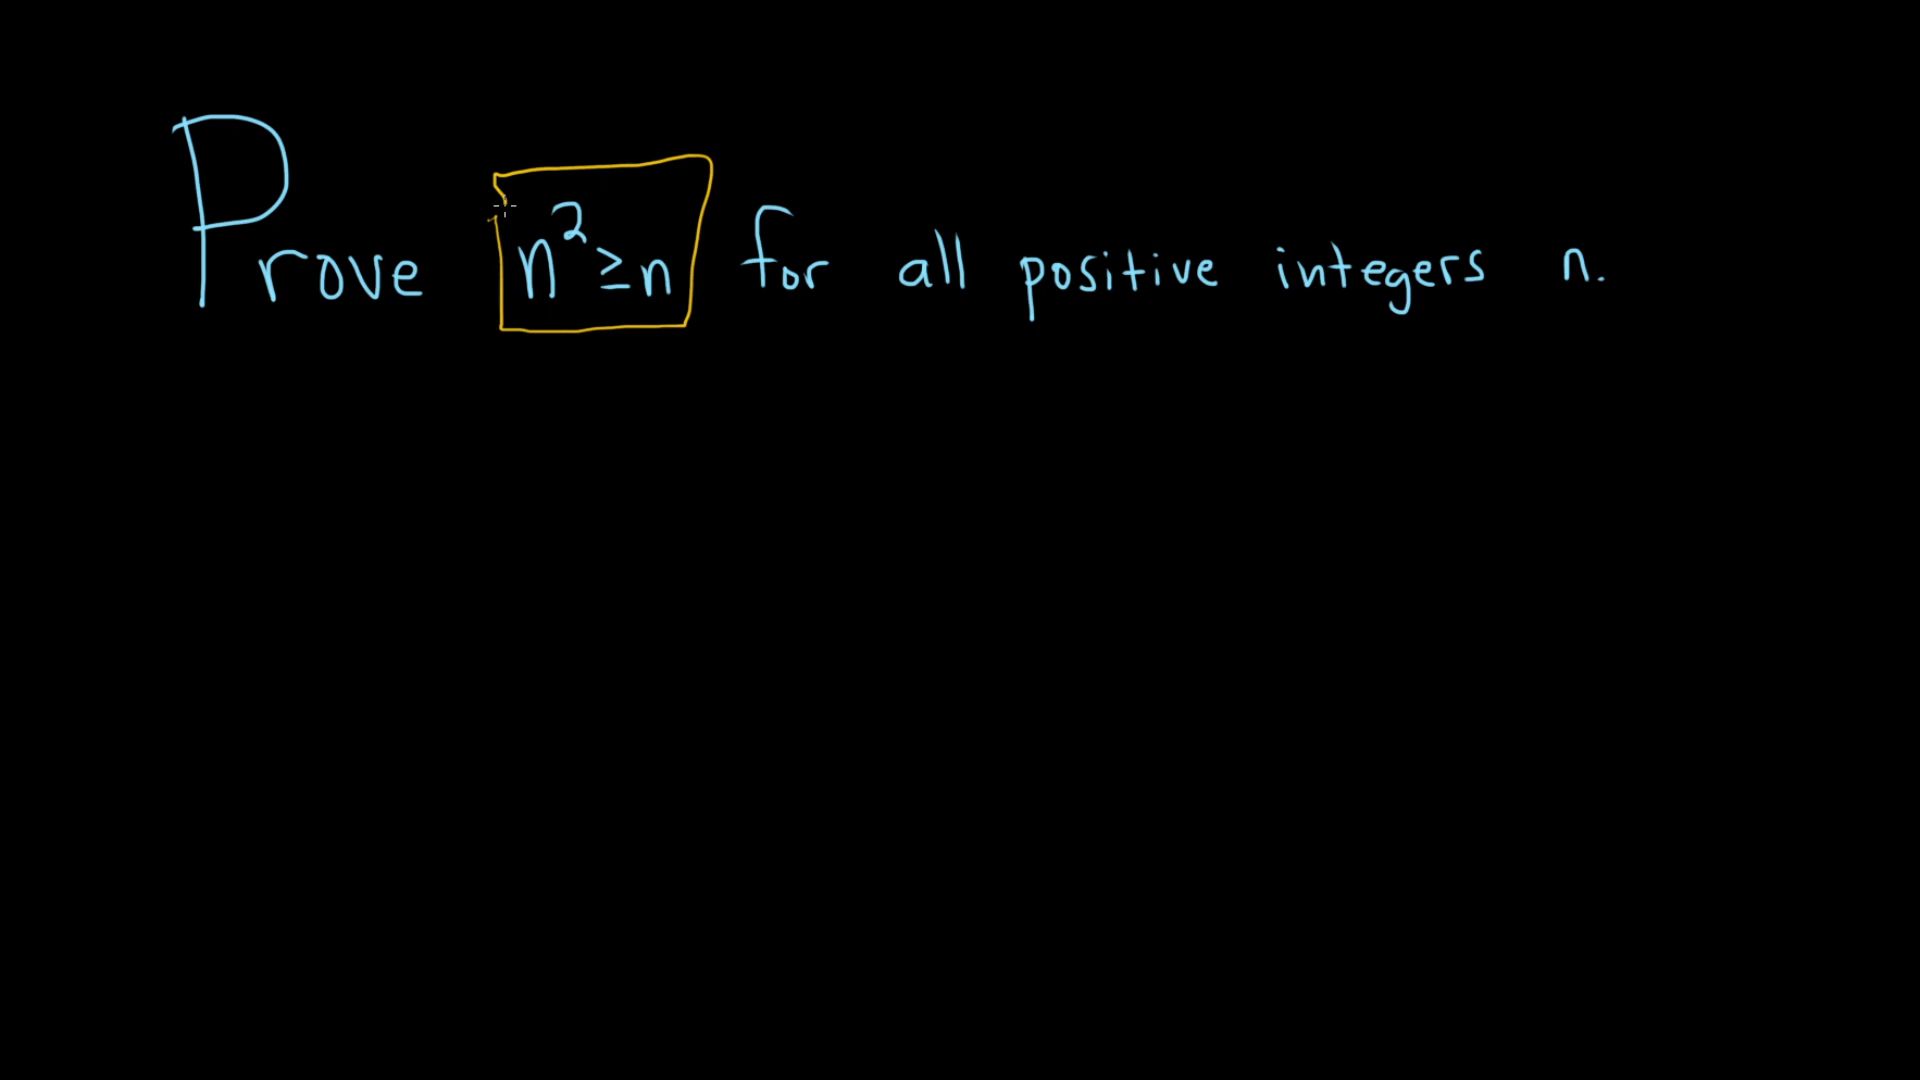 Prove n² ≥ n for all positive integers n.